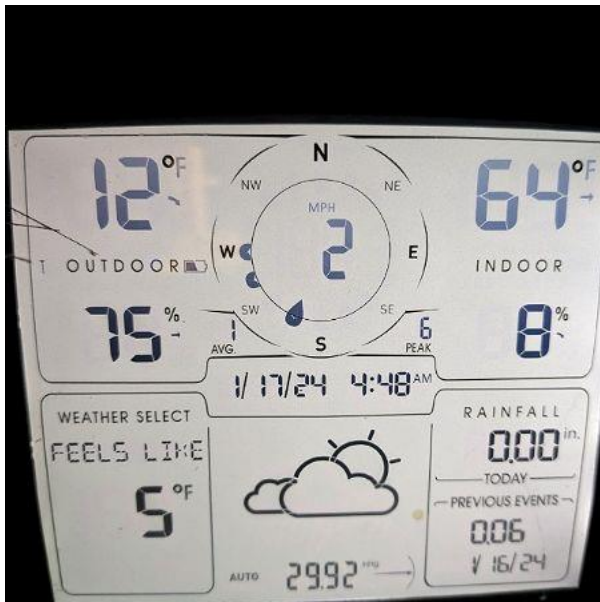 N
12 °F
NW
NE
64 °F
MPH
2
W
E
OUTDOOR
INDOOR
75 %
SW
SE
8 %
1
AVG.
S
6
PEAK
1/17/24 4:48 AM
WEATHER SELECT
FEELS LIKE
5 °F
RAINFALL
0.00 in.
TODAY
PREVIOUS EVENTS
0.06
1/16/24
AUTO
29.92